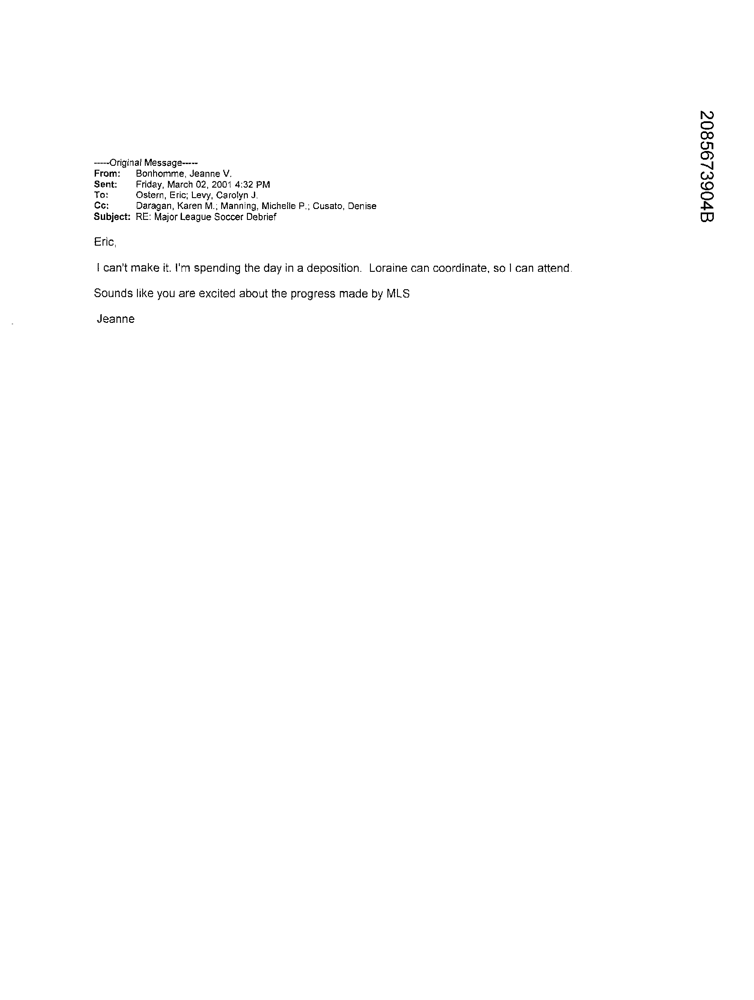 2085673904B
-----Original Message-----
From: Bonhomme, Jeanne V.
Sent: Friday, March 02, 2001 4:32 PM
To: Ostern, Eric; Levy, Carolyn J.
Cc: Daragan, Karen M.; Manning, Michelle P.; Cusato, Denise
Subject: RE: Major League Soccer Debrief
Eric,
I can't make it. I'm spending the day in a deposition. Loraine can coordinate, so I can attend.
Sounds like you are excited about the progress made by MLS
Jeanne